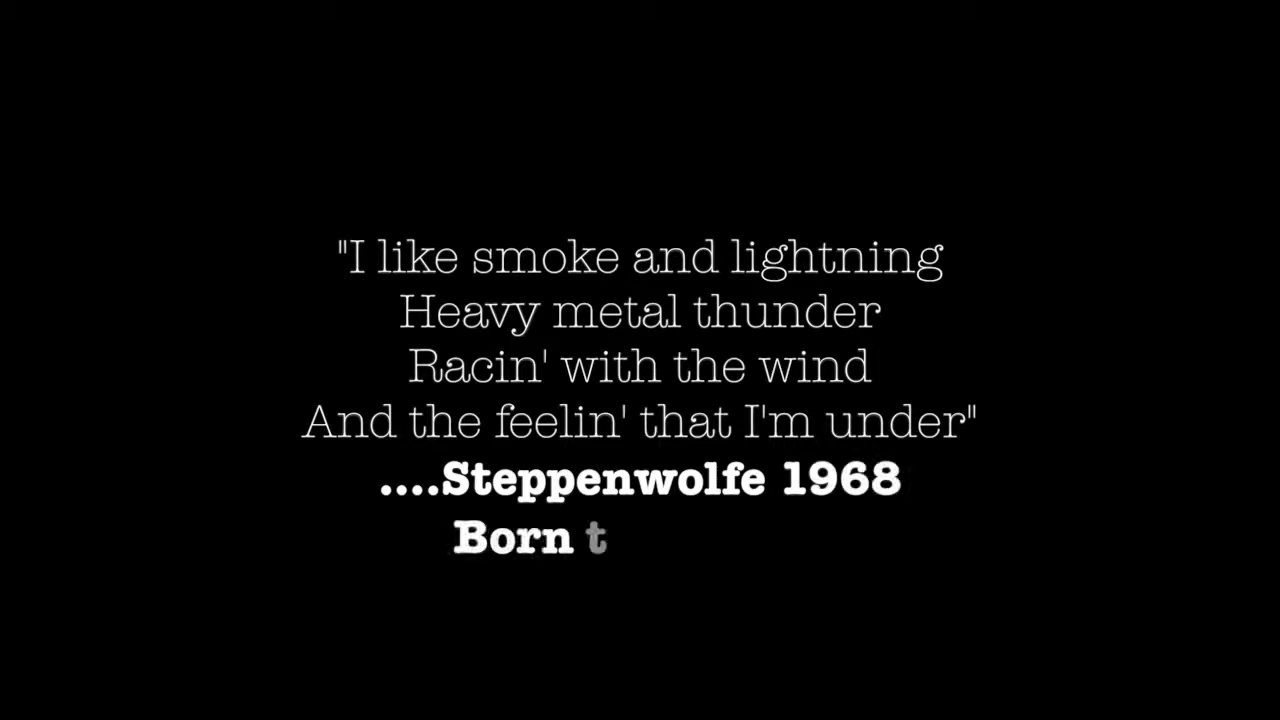 "I like smoke and lightning
Heavy metal thunder
Racin' with the wind
And the feelin' that I'm under"
....Steppenwolfe 1968
Born t